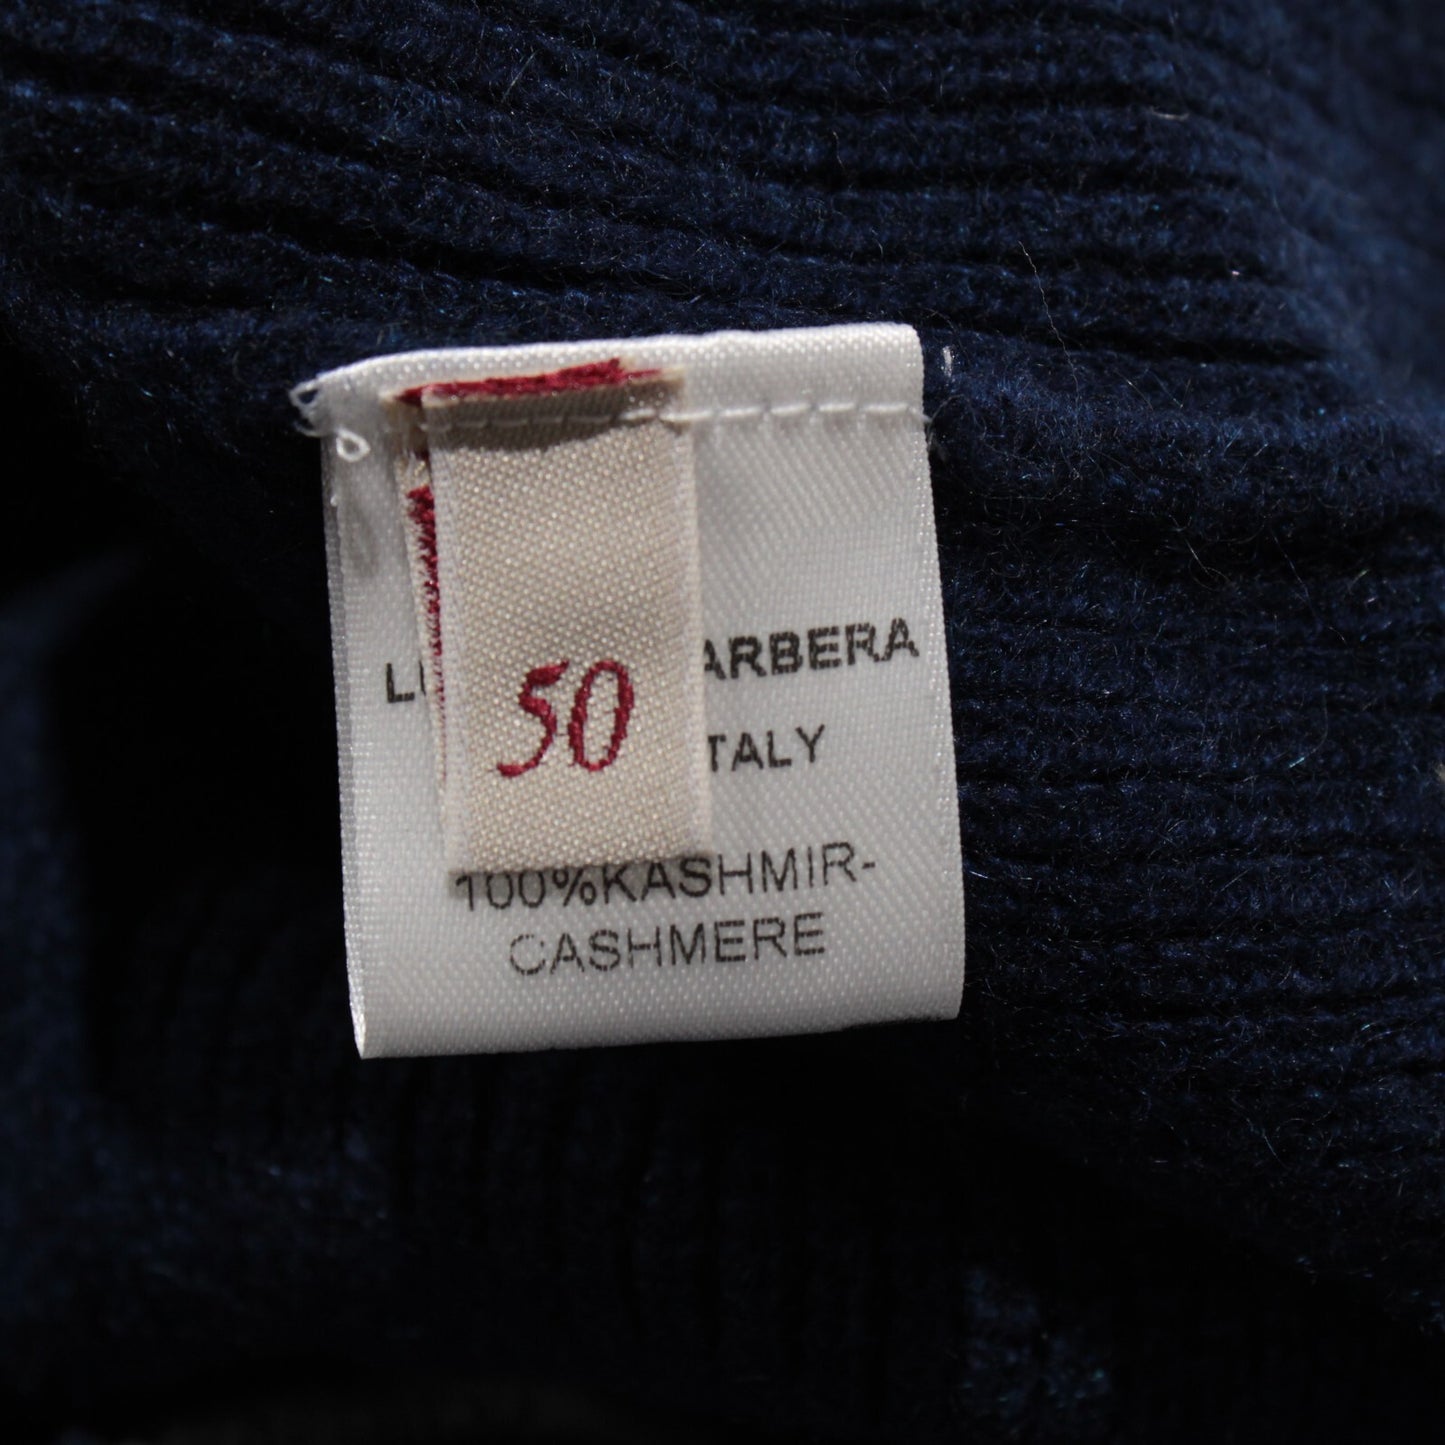 50
ARBERA
TALY
100%KASHMIR-
CASHMERE